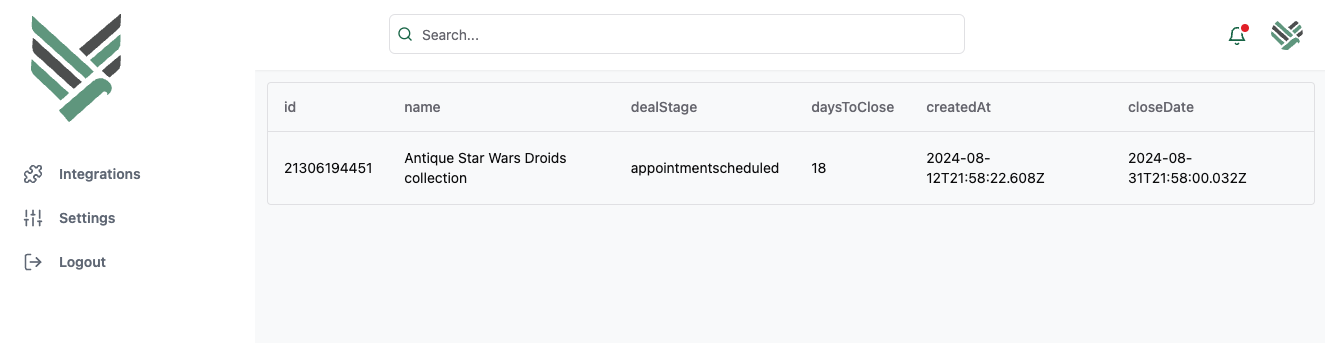 Search...
Integrations
Settings
Logout
id name dealStage daysToClose createdAt closeDate
21306194451 Antique Star Wars Droids collection appointmentscheduled 18 2024-08-12T21:58:22.608Z 2024-08-31T21:58:00.032Z